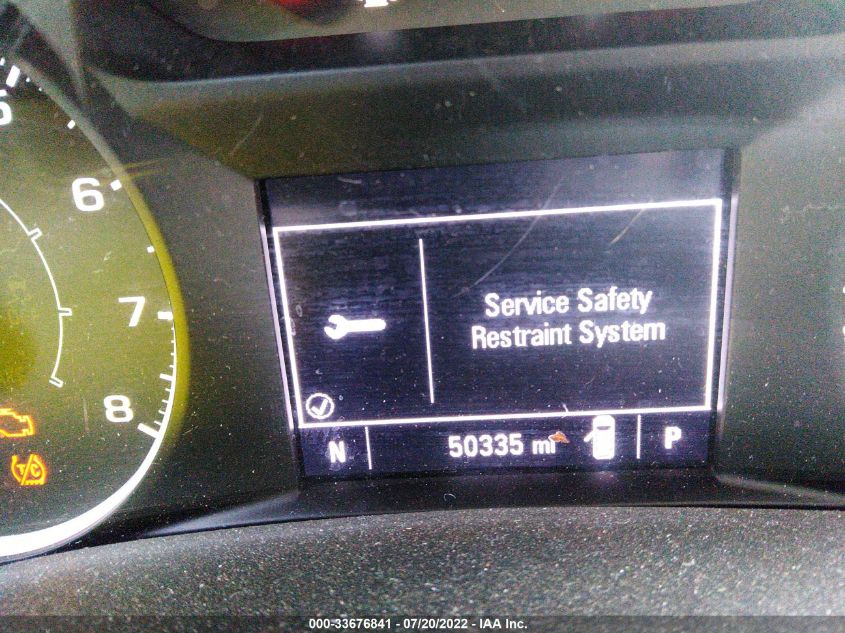 6
7
8
Service Safety
Restraint System
T/C
N
50335 mi
P
000-33676841 - 07/20/2022 - IAA Inc.